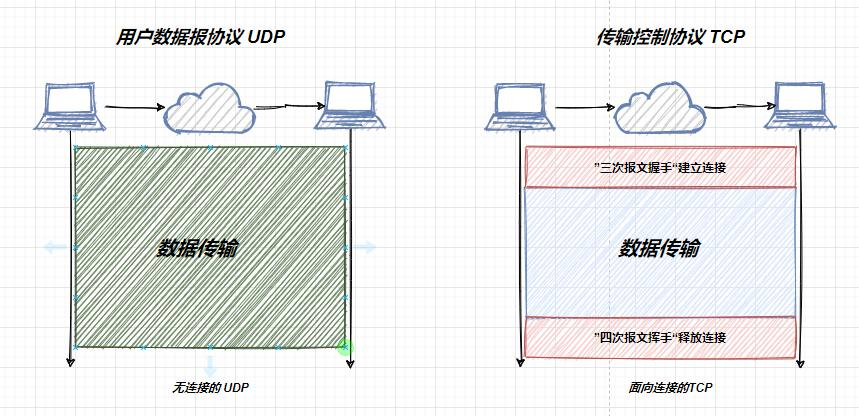 用户数据报协议 UDP
传输控制协议 TCP
"三次报文握手“建立连接
数据传输
数据传输
"四次报文挥手“释放连接
无连接的 UDP
面向连接的TCP